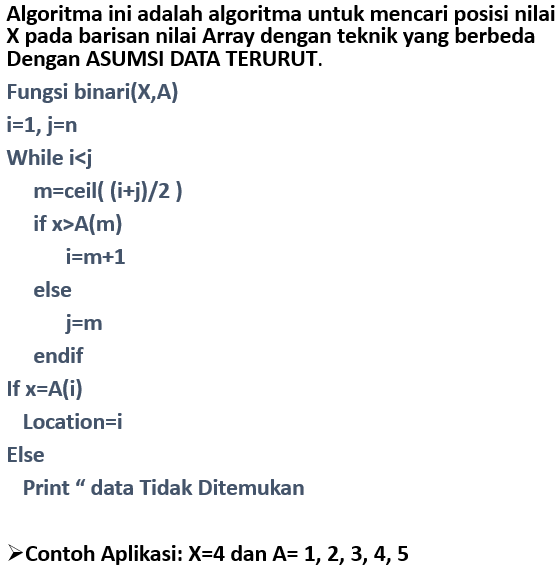 Algoritma ini adalah algoritma untuk mencari posisi nilai
X pada barisan nilai Array dengan teknik yang berbeda
Dengan ASUMSI DATA TERURUT.
Fungsi binari(X,A)
i=1, j=n
While i<j
m=ceil( (i+j)/2 )
if x>A(m)
i=m+1
else
j=m
endif
If x=A(i)
Location=i
Else
Print “ data Tidak Ditemukan
➢Contoh Aplikasi: X=4 dan A= 1, 2, 3, 4, 5